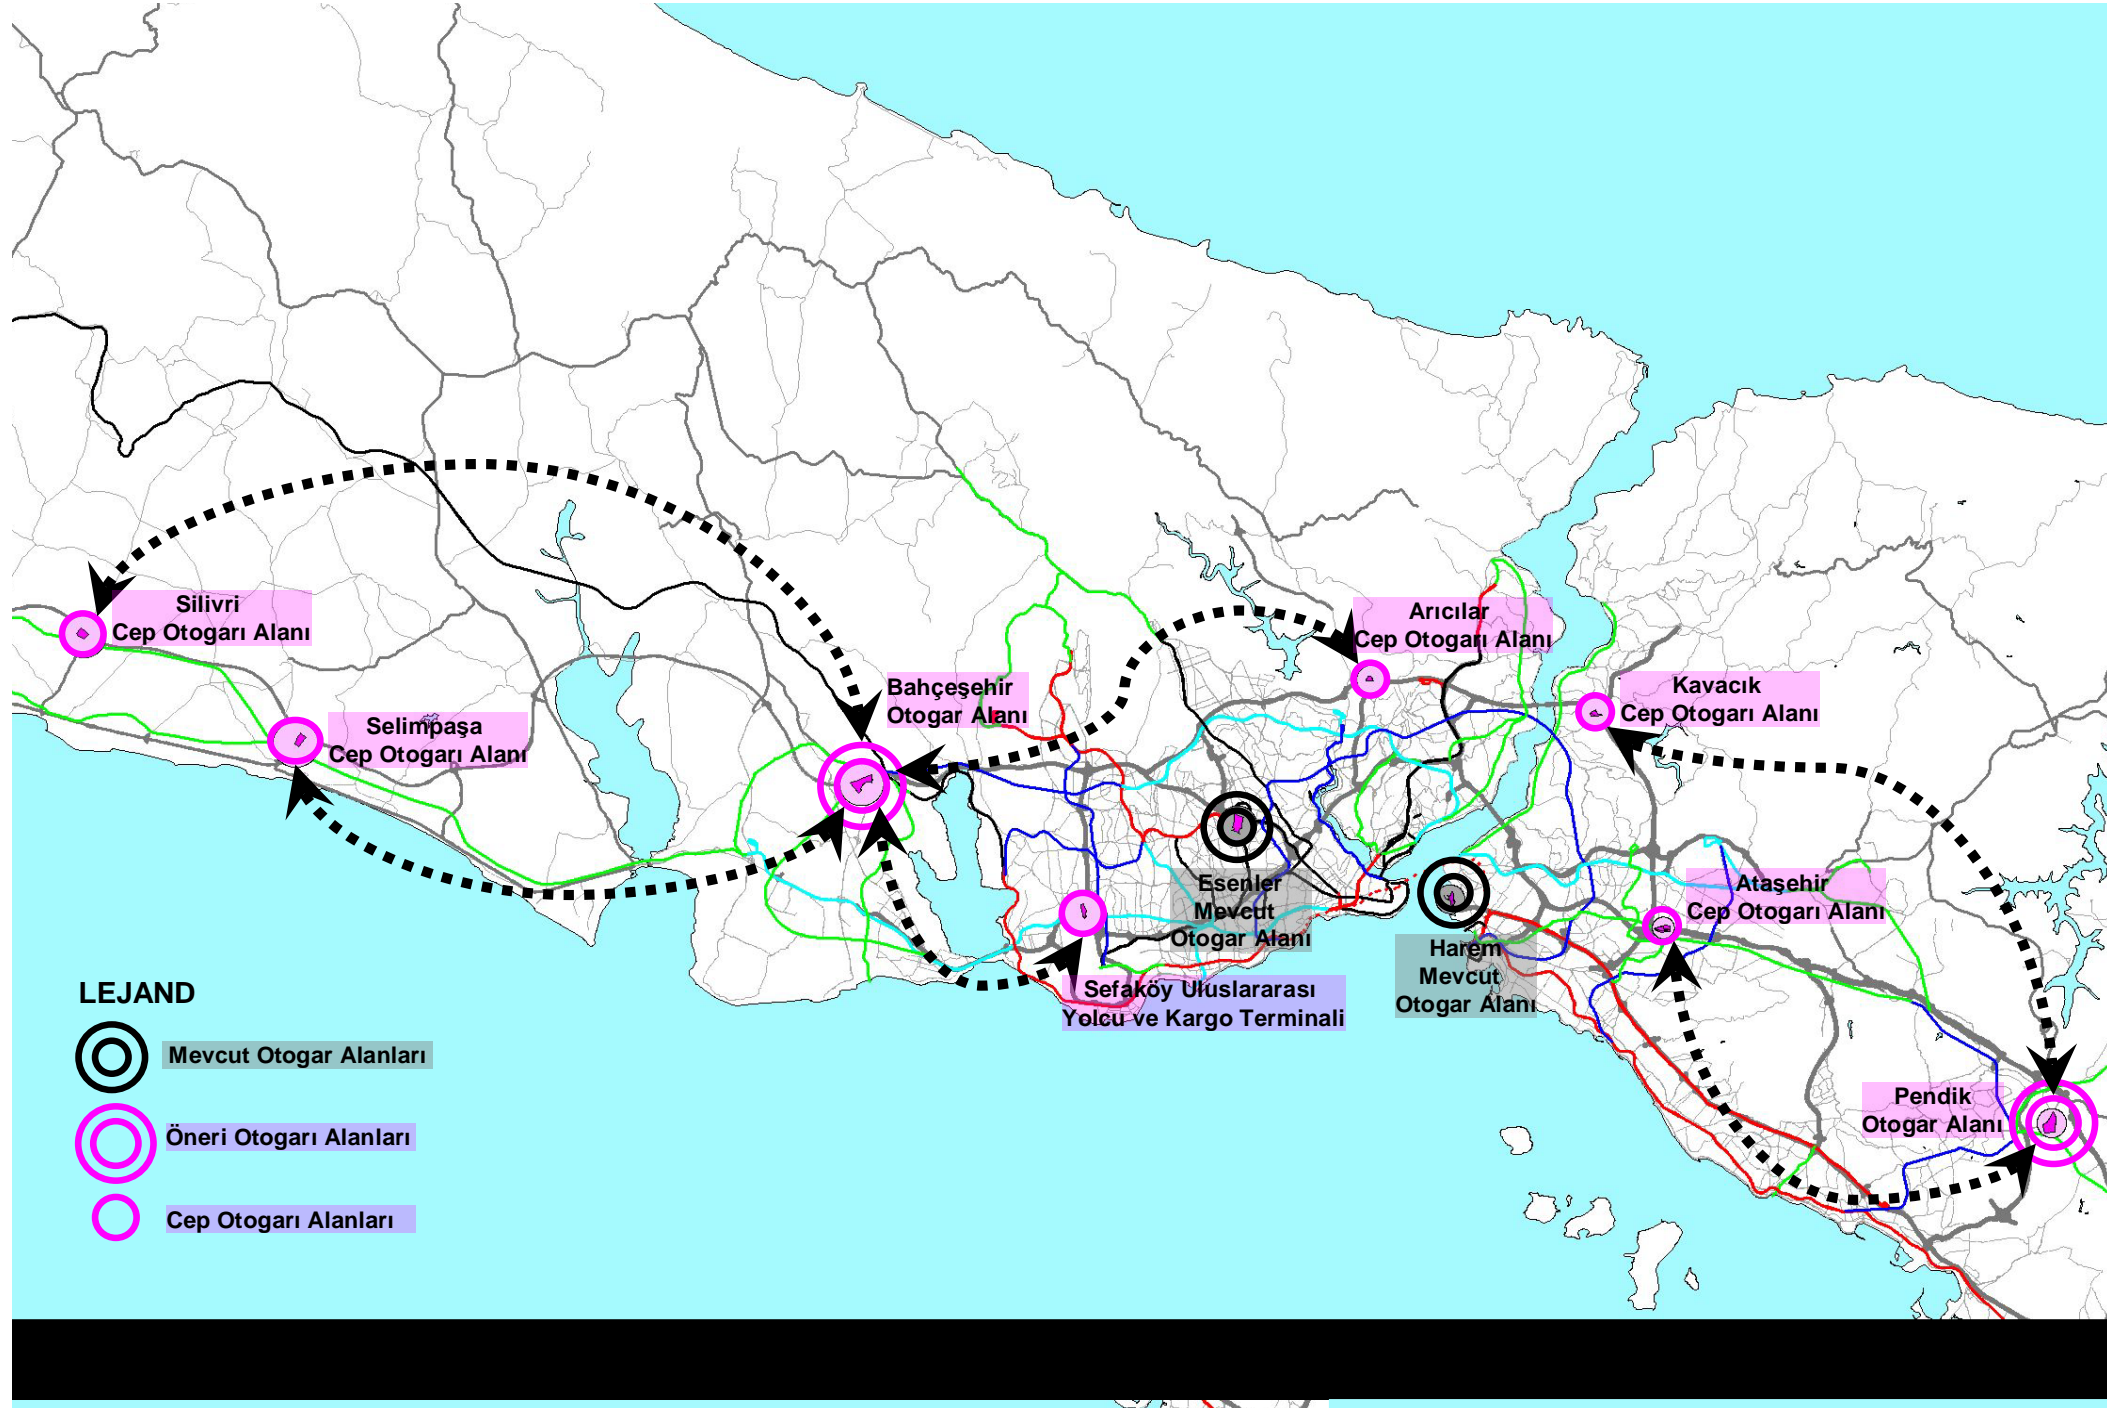 Silivri
Cep Otogarı Alanı
Selimpaşa
Cep Otogarı Alanı
Bahçeşehir
Otogar Alanı
Arıcılar
Cep Otogarı Alanı
Kavacık
Cep Otogarı Alanı
Esenler
Mevcut
Otogar Alanı
Ataşehir
Cep Otogarı Alanı
Harem
Mevcut
Otogar Alanı
Sefaköy Uluslararası
Yolcu ve Kargo Terminali
Pendik
Otogar Alanı
LEJAND
Mevcut Otogar Alanları
Öneri Otogarı Alanları
Cep Otogarı Alanları